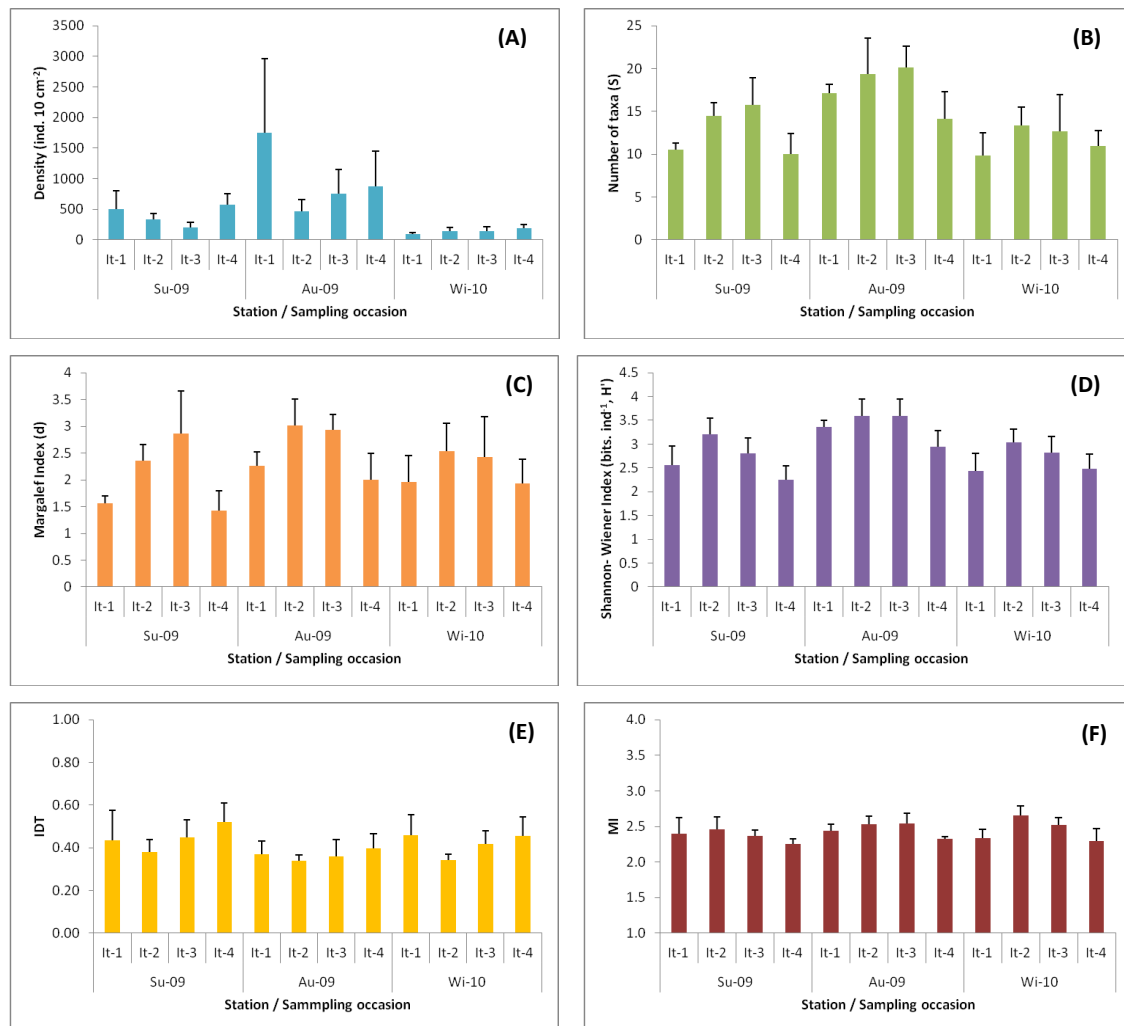 (A)
Density (ind. 10 cm⁻²)
3500
3000
2500
2000
1500
1000
500
0
It-1 It-2 It-3 It-4 It-1 It-2 It-3 It-4 It-1 It-2 It-3 It-4
Su-09 Au-09 Wi-10
Station / Sampling occasion
(B)
Number of taxa (S)
25
20
15
10
5
0
It-1 It-2 It-3 It-4 It-1 It-2 It-3 It-4 It-1 It-2 It-3 It-4
Su-09 Au-09 Wi-10
Station / Sampling occasion
(C)
Margalef Index (d)
4
3.5
3
2.5
2
1.5
1
0.5
0
It-1 It-2 It-3 It-4 It-1 It-2 It-3 It-4 It-1 It-2 It-3 It-4
Su-09 Au-09 Wi-10
Station / Sampling occasion
(D)
Shannon- Wiener Index (bits. ind⁻¹, H')
4.5
4
3.5
3
2.5
2
1.5
1
0.5
0
It-1 It-2 It-3 It-4 It-1 It-2 It-3 It-4 It-1 It-2 It-3 It-4
Su-09 Au-09 Wi-10
Station / Sampling occasion
(E)
IDT
1.00
0.80
0.60
0.40
0.20
0.00
It-1 It-2 It-3 It-4 It-1 It-2 It-3 It-4 It-1 It-2 It-3 It-4
Su-09 Au-09 Wi-10
Station / Sammpling occasion
(F)
MI
4.0
3.5
3.0
2.5
2.0
1.5
1.0
It-1 It-2 It-3 It-4 It-1 It-2 It-3 It-4 It-1 It-2 It-3 It-4
Su-09 Au-09 Wi-10
Station / Sampling occasion